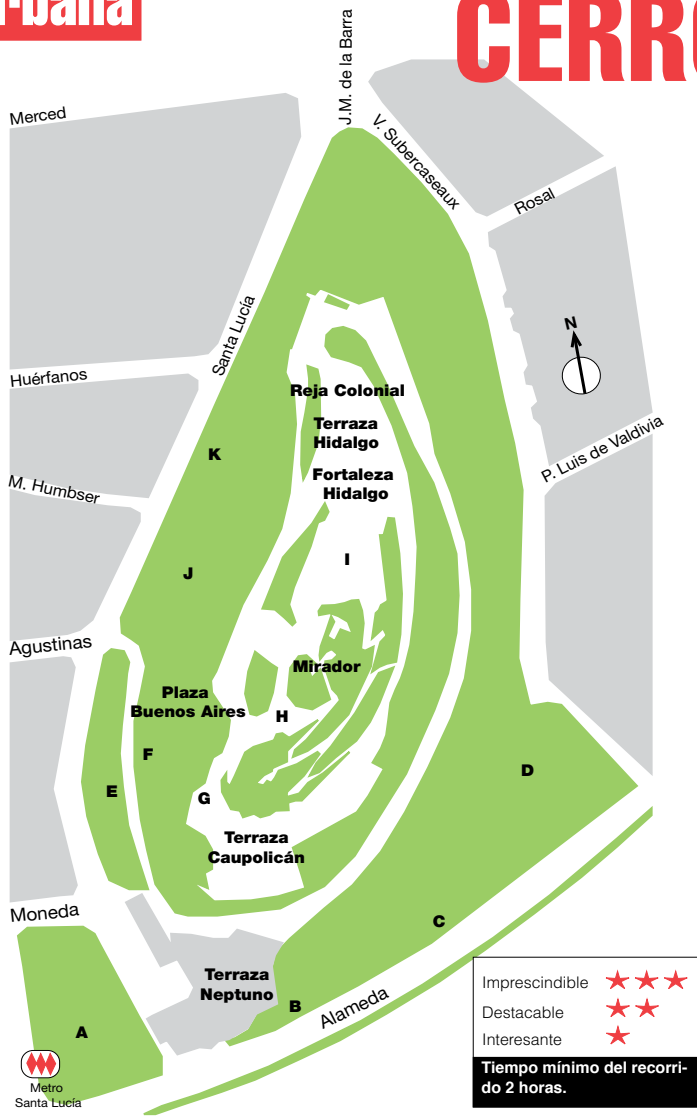 CERRO
J.M. de la Barra
Merced
V. Subercaseaux
Rosal
N
Santa Lucía
Huérfanos
Reja Colonial
Terraza
Hidalgo
P. Luis de Valdivia
K
Fortaleza
Hidalgo
M. Humbser
I
J
Agustinas
Mirador
Plaza
Buenos Aires
H
F
D
E
G
Terraza
Caupolicán
Moneda
C
Terraza
Neptuno
B
Alameda
A
Metro
Santa Lucía
Imprescindible
Destacable
Interesante
Tiempo mínimo del recorri-
do 2 horas.